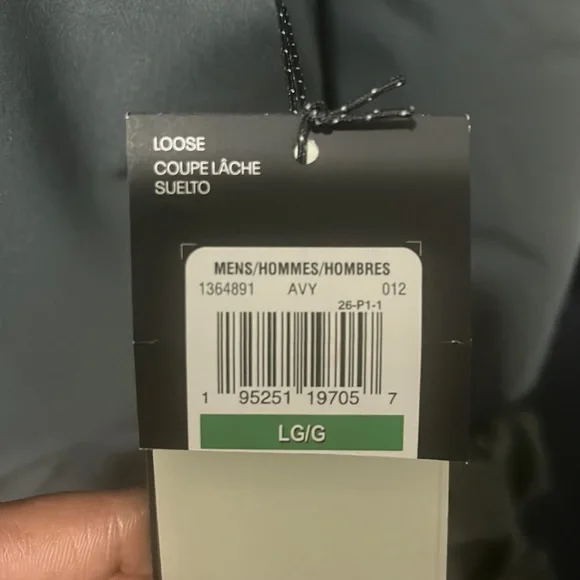 LOOSE
COUPE LÂCHE
SUELTO
MENS/HOMMES/HOMBRES
1364891 AVY 012
26-P1-1
1 95251 19705 7
LG/G